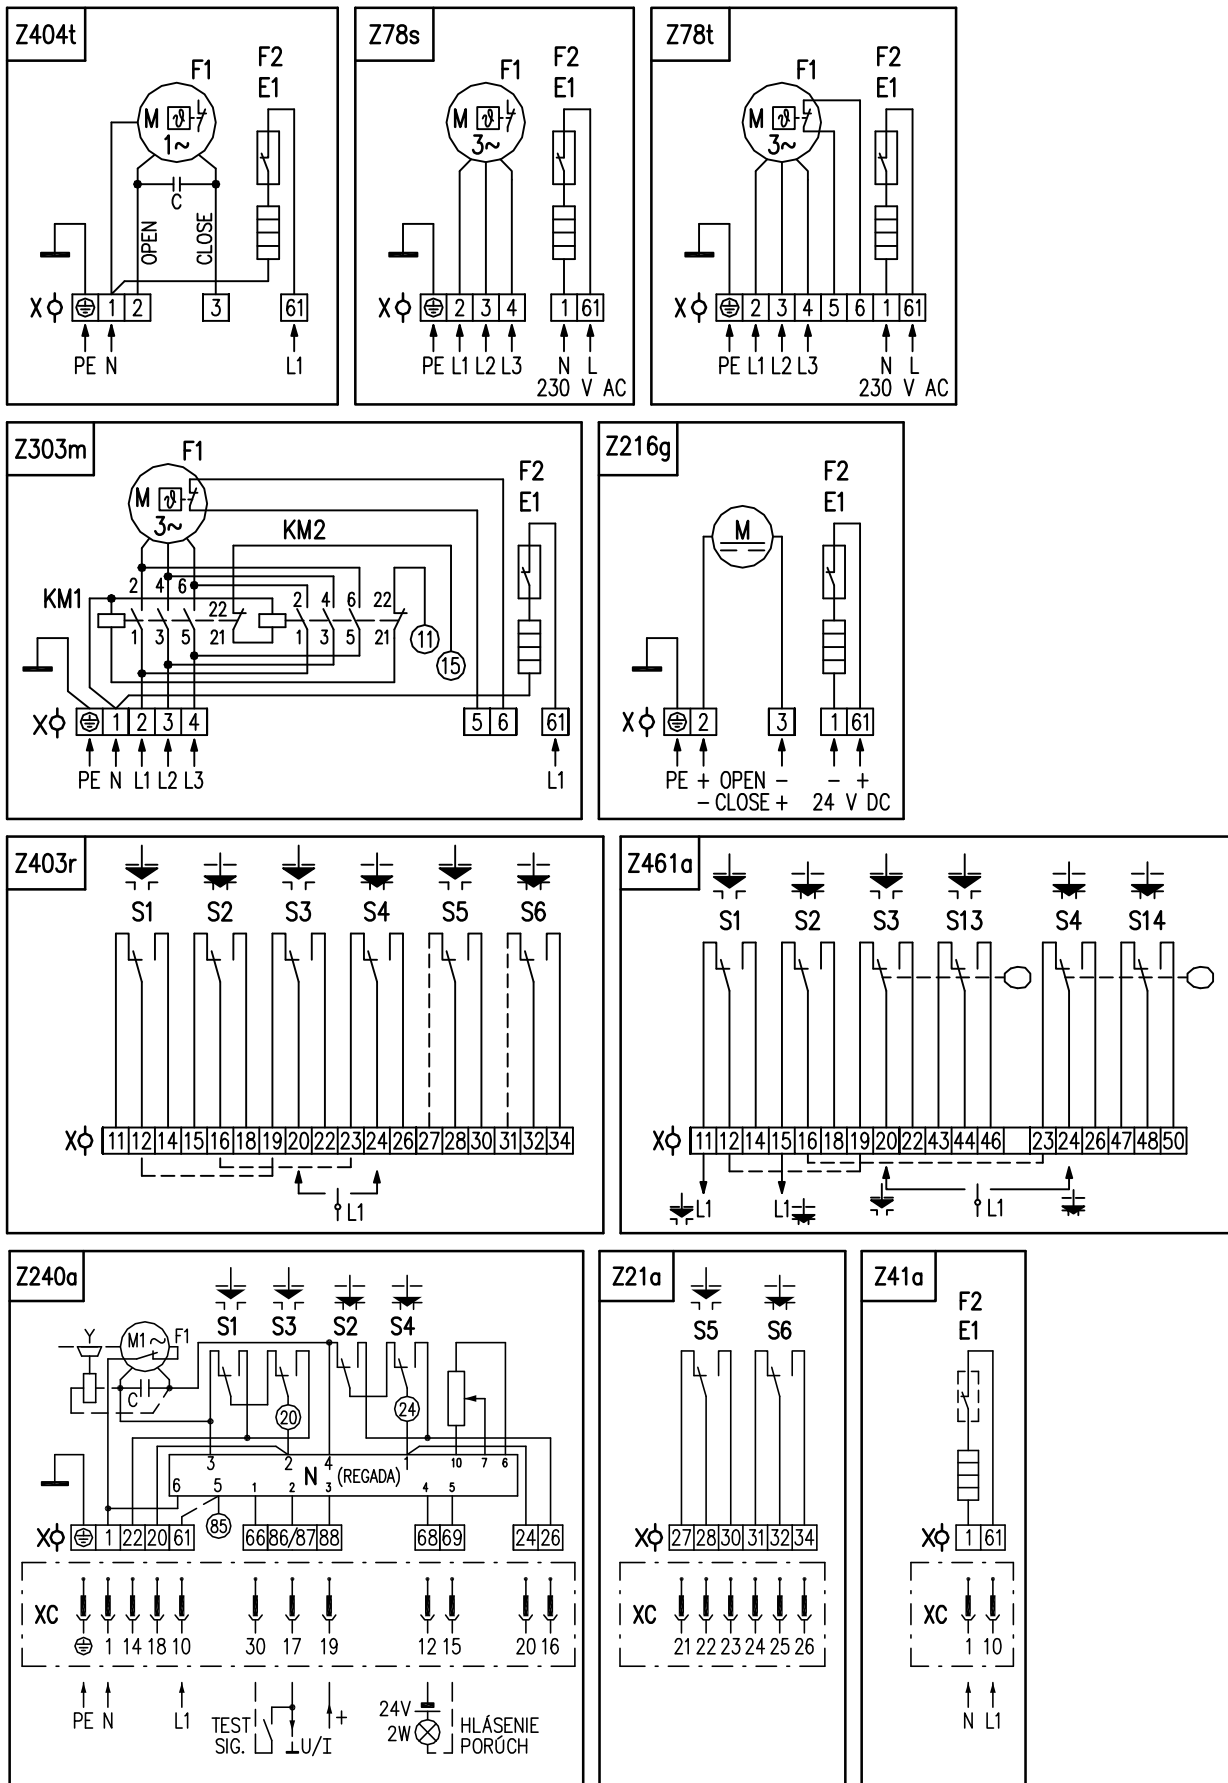 Z404t
F1
F2
E1
M ϑ
1~
C
OPEN
CLOSE
X 1 2 3 61
PE N L1
Z78s
F1
F2
E1
M ϑ
3~
X 2 3 4 1 61
PE L1 L2 L3 N L
230 V AC
Z78t
F1
F2
E1
M ϑ
3~
X 2 3 4 5 6 1 61
PE L1 L2 L3 N L
230 V AC
Z303m
F1
F2
E1
M ϑ
3~
KM2
KM1
2 4 6 22 2 4 6 22
1 3 5 21 1 3 5 21
11
15
X 1 2 3 4 5 6 61
PE N L1 L2 L3 L1
Z216g
F2
E1
M
X 2 3 1 61
PE + OPEN - - +
- CLOSE + 24 V DC
Z403r
S1 S2 S3 S4 S5 S6
X 11 12 14 15 16 18 19 20 22 23 24 26 27 28 30 31 32 34
L1
Z461a
S1 S2 S3 S13 S4 S14
X 11 12 14 15 16 18 19 20 22 43 44 46 23 24 26 47 48 50
L1 L1 L1
Z240a
S1 S3 S2 S4
Y M1 ~ F1
C
20 24
3 2 4 1 10 7 6
N (REGADA)
6 5 1 2 3 4 5
85
X 1 22 20 61 66 86/87 88 68 69 24 26
XC
1 14 18 10 30 17 19 12 15 20 16
PE N L1
TEST SIG.
U/I
+
24V
2W
HLÁSENIE
PORÚCH
Z21a
S5 S6
X 27 28 30 31 32 34
XC
21 22 23 24 25 26
Z41a
F2
E1
X 1 61
XC
1 10
N L1